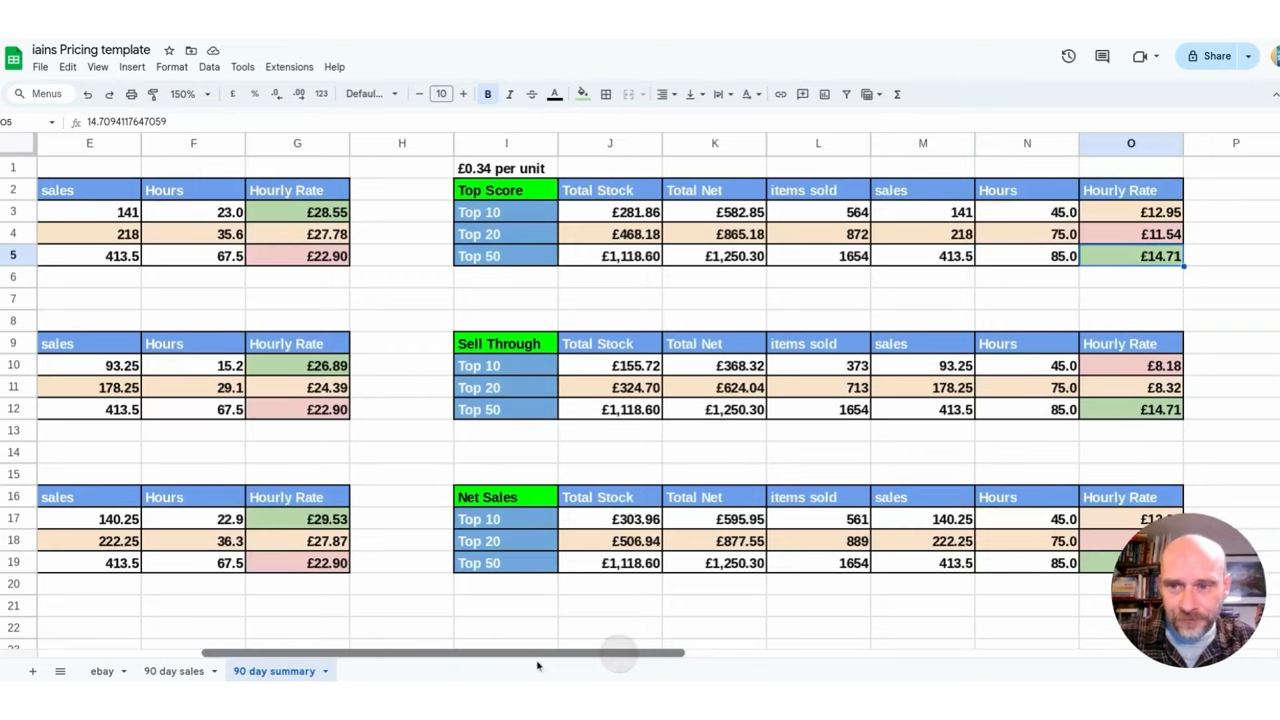 iains Pricing template
File Edit View Insert Format Data Tools Extensions Help
Share
Menus 150% £ % .0 .00 123 Defaul... 10 B I
O5 14.7094117647059
E F G H I J K L M N O P
1 £0.34 per unit
2 sales Hours Hourly Rate Top Score Total Stock Total Net items sold sales Hours Hourly Rate
3 141 23.0 £28.55 Top 10 £281.86 £582.85 564 141 45.0 £12.95
4 218 35.6 £27.78 Top 20 £468.18 £865.18 872 218 75.0 £11.54
5 413.5 67.5 £22.90 Top 50 £1,118.60 £1,250.30 1654 413.5 85.0 £14.71
6
7
8
9 sales Hours Hourly Rate Sell Through Total Stock Total Net items sold sales Hours Hourly Rate
10 93.25 15.2 £26.89 Top 10 £155.72 £368.32 373 93.25 45.0 £8.18
11 178.25 29.1 £24.39 Top 20 £324.70 £624.04 713 178.25 75.0 £8.32
12 413.5 67.5 £22.90 Top 50 £1,118.60 £1,250.30 1654 413.5 85.0 £14.71
13
14
15
16 sales Hours Hourly Rate Net Sales Total Stock Total Net items sold sales Hours Hourly Rate
17 140.25 22.9 £29.53 Top 10 £303.96 £595.95 561 140.25 45.0
18 222.25 36.3 £27.87 Top 20 £506.94 £877.55 889 222.25 75.0
19 413.5 67.5 £22.90 Top 50 £1,118.60 £1,250.30 1654 413.5 85.0
20
21
22
ebay 90 day sales 90 day summary